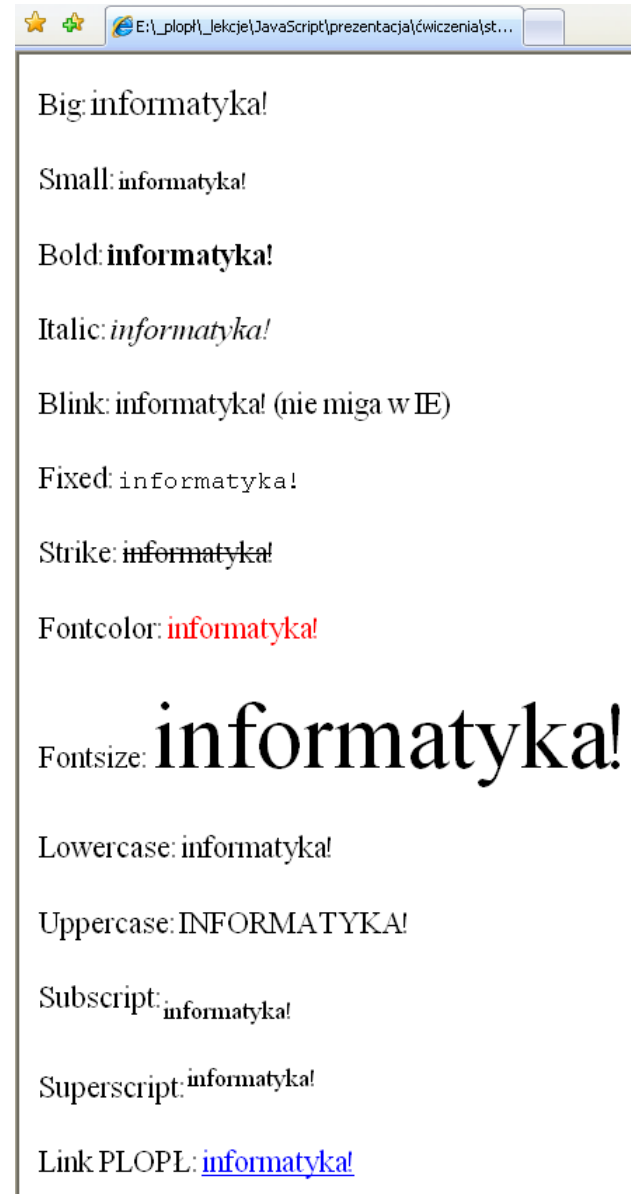 E:\_plopł\_lekcje\JavaScript\prezentacja\ćwiczenia\st...
Big: informatyka!
Small: informatyka!
Bold: informatyka!
Italic: informatyka!
Blink: informatyka! (nie miga w IE)
Fixed: informatyka!
Strike: informatyka!
Fontcolor: informatyka!
Fontsize: informatyka!
Lowercase: informatyka!
Uppercase: INFORMATYKA!
Subscript: informatyka!
Superscript: informatyka!
Link PLOPŁ: informatyka!